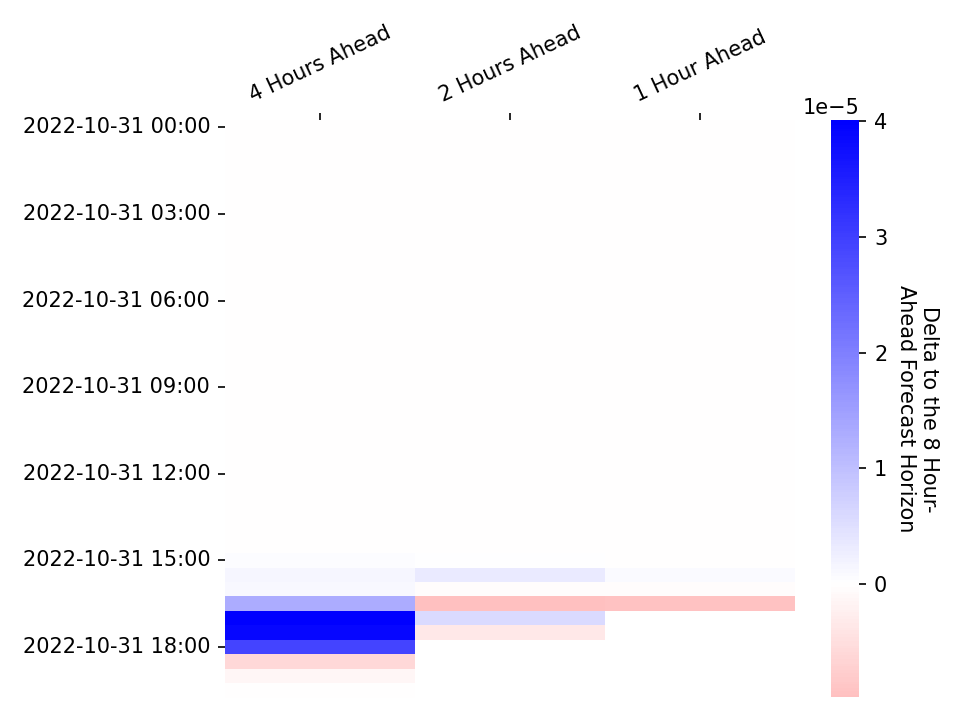 4 Hours Ahead
2 Hours Ahead
1 Hour Ahead
1e−5
2022-10-31 00:00
2022-10-31 03:00
2022-10-31 06:00
2022-10-31 09:00
2022-10-31 12:00
2022-10-31 15:00
2022-10-31 18:00
4
3
2
1
0
Delta to the 8 Hour-
Ahead Forecast Horizon